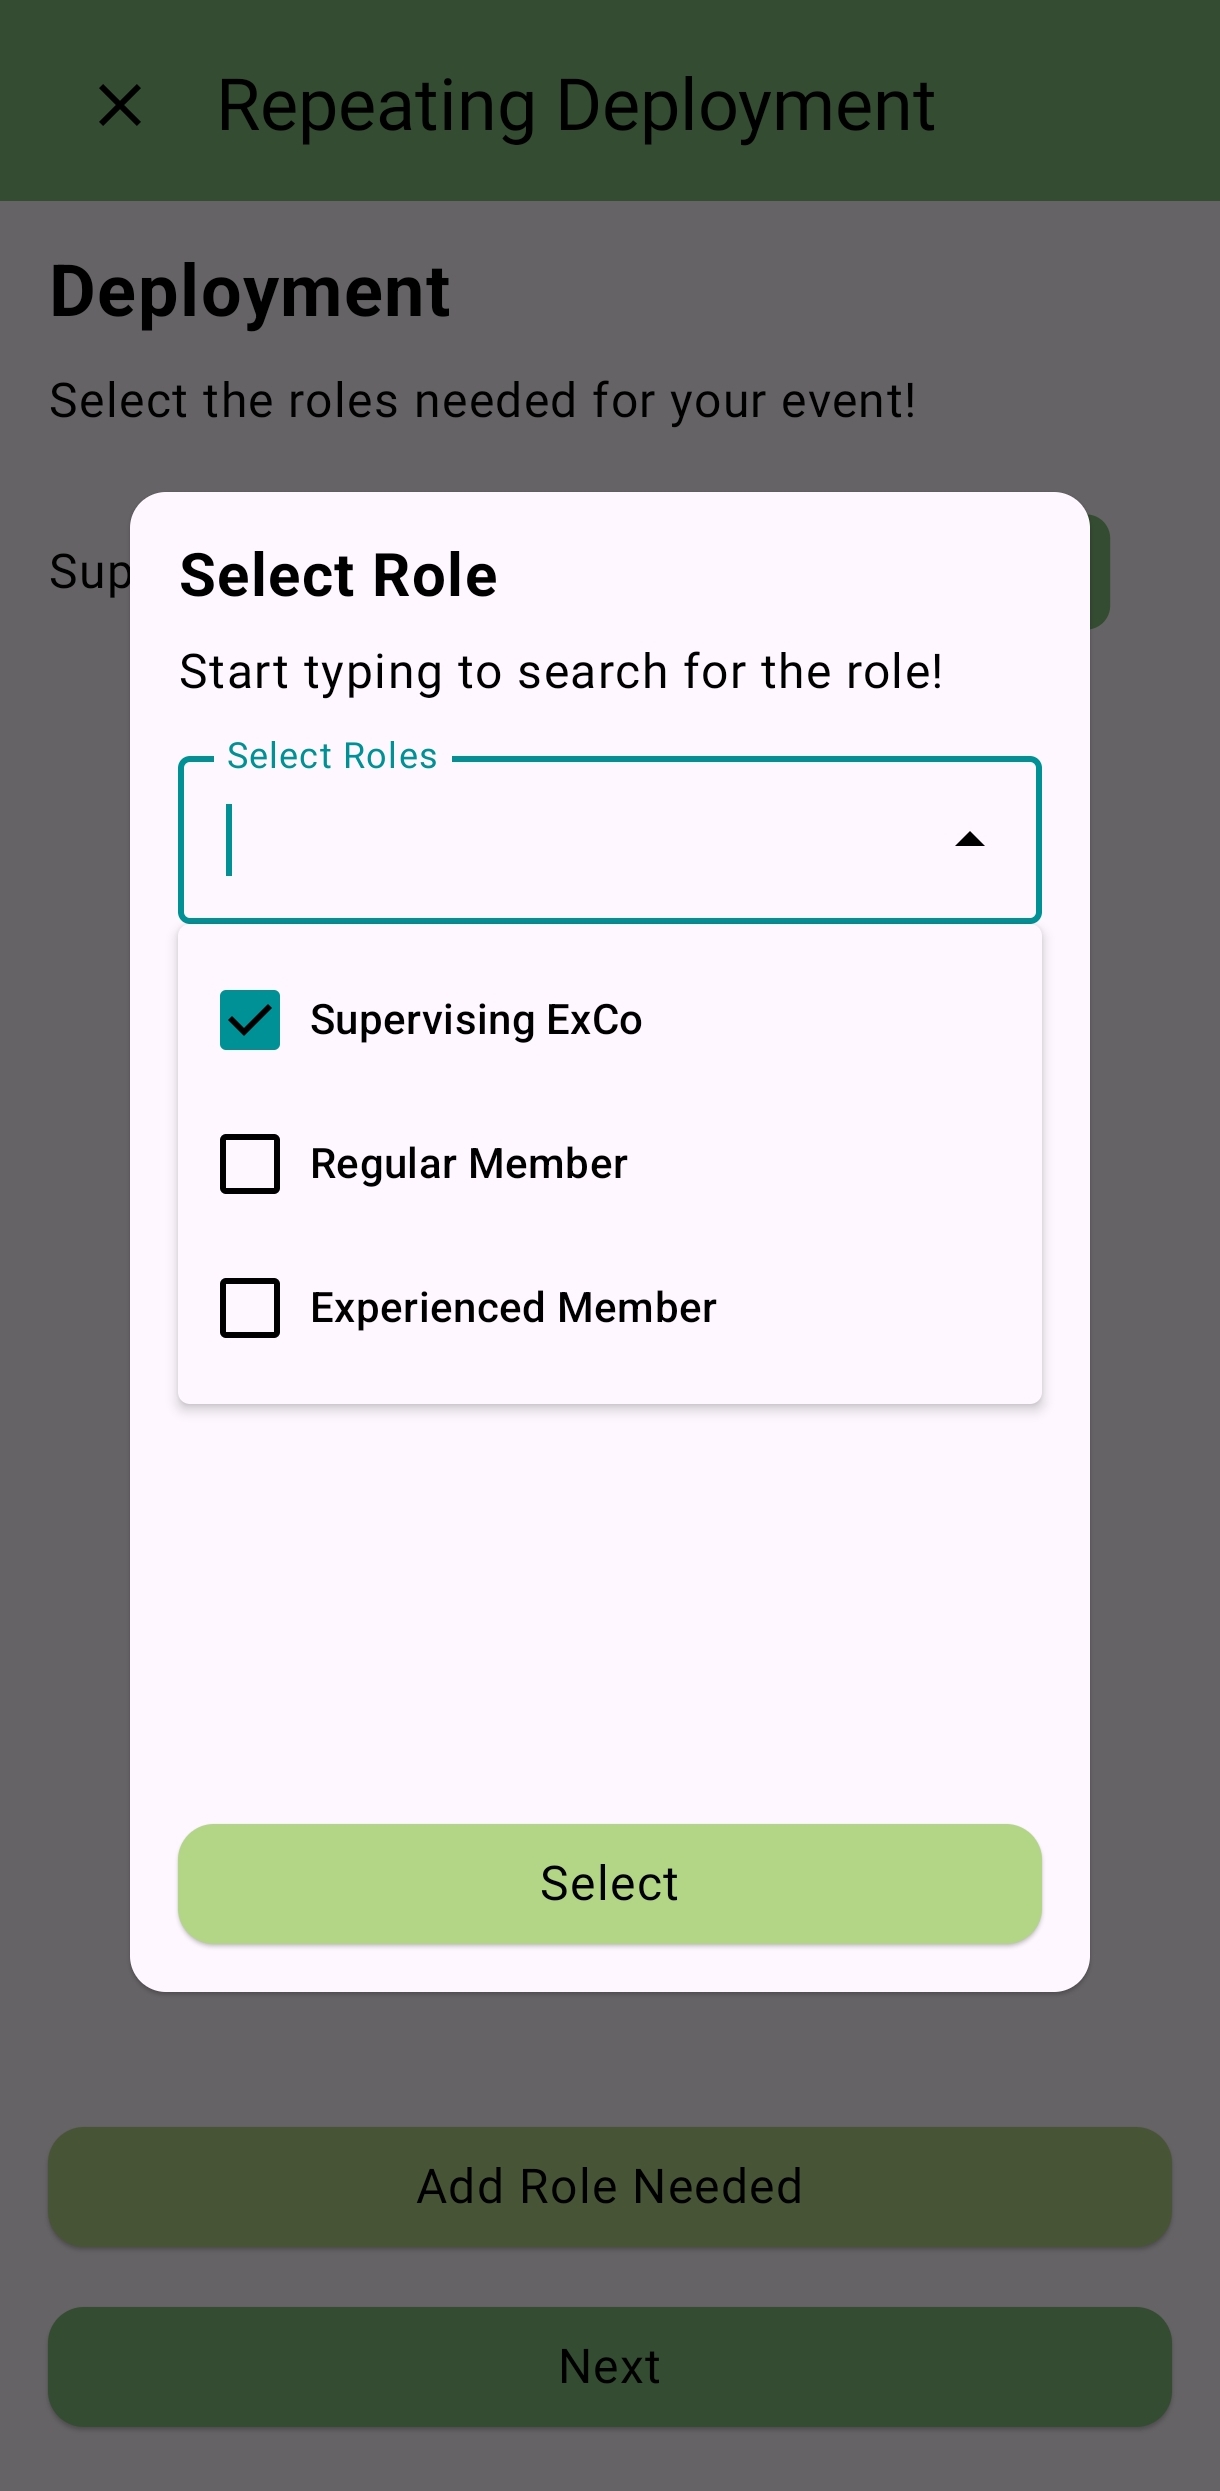 Repeating Deployment
Deployment
Select the roles needed for your event!
Sup
Select Role
Start typing to search for the role!
Select Roles
Supervising ExCo
Regular Member
Experienced Member
Select
Add Role Needed
Next